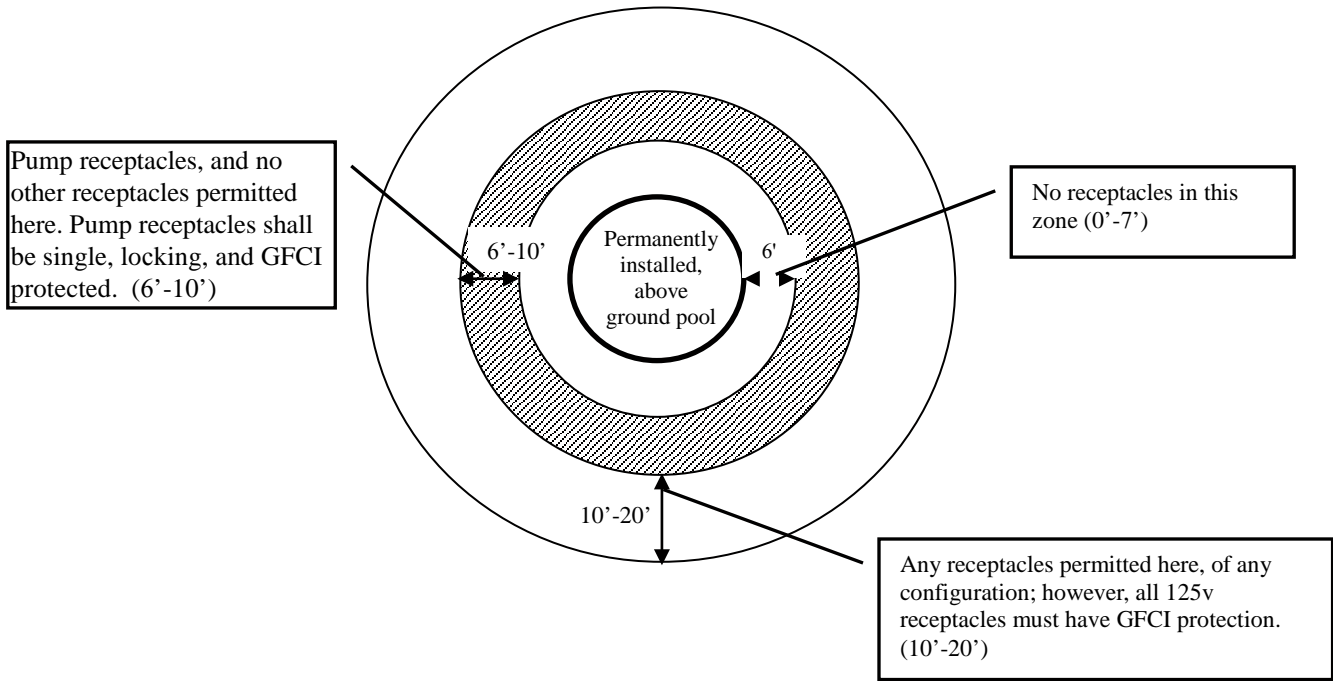 Pump receptacles, and no
other receptacles permitted
here. Pump receptacles shall
be single, locking, and GFCI
protected.  (6’-10’)
6’-10’
Permanently
installed,
above
ground pool
6'
No receptacles in this
zone (0’-7’)
10’-20’
Any receptacles permitted here, of any
configuration; however, all 125v
receptacles must have GFCI protection.
(10’-20’)